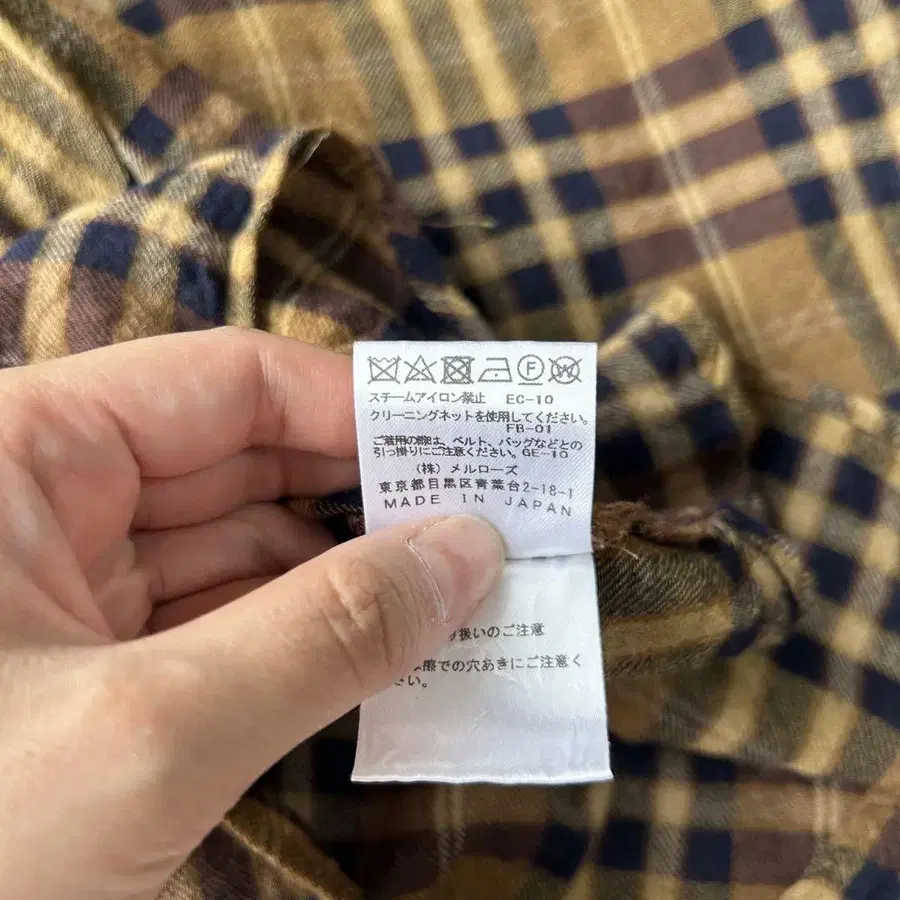 スチームアイロン禁止 EC-10
クリーニングネットを使用してください。
FB-01
ご着用の際は、ベルト、バッグなどとの
引っ掛りにご注意ください。GE-10
(株) メルローズ
東京都目黒区青葉台2-18-1
MADE IN JAPAN
扱いのご注意
擦での穴あきにご注意く
さい。